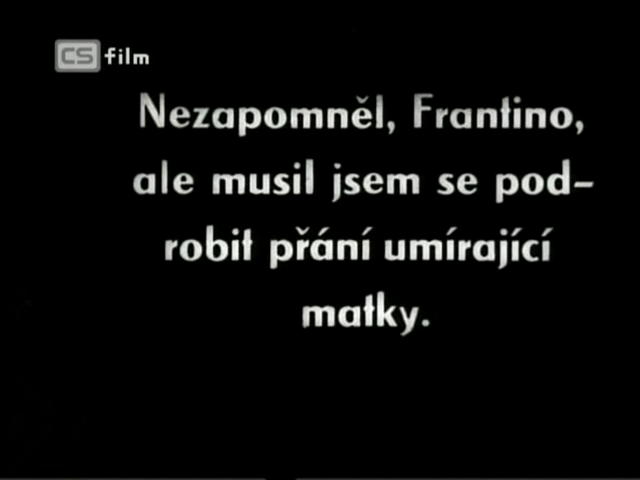 CS film
Nezapomněl, Frantino,
ale musil jsem se pod-
robit přání umírající
matky.